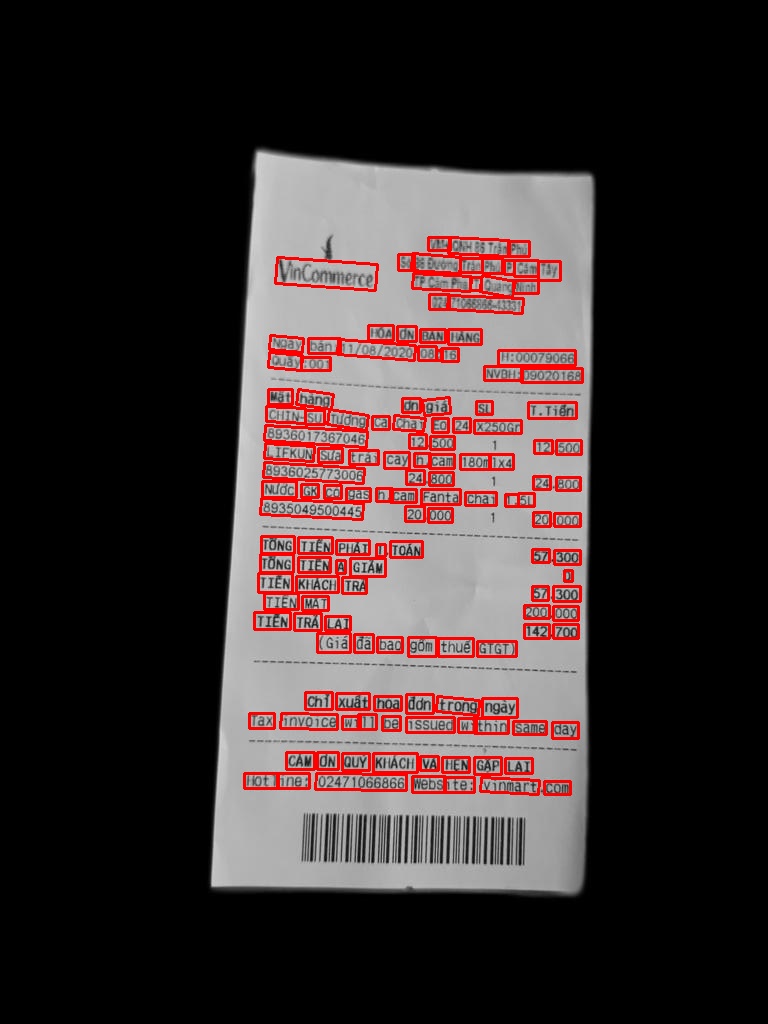 VinCommerce
VM+ QNH 86 Trần Phú
Số 86 Đường Trần Phú, P. Cẩm Tây
TP Cẩm Phả, T. Quảng Ninh
024 71066866-43331
HÓA ĐN BÁN HÀNG
Ngày bán: 11/08/2020 08:16 H:00079066
Quầy:001 NVBH:09020168
Mặt hàng Đn giá SL T.Tiền
CHIN-SU Tương cà Chai EO 24 X250Gr
8936017367046 12.500 1 12.500
LIFKUN Sữa trái cây h.cam 180ml1x4
8936025773006 24.800 1 24.800
Nước GK có gas h.cam Fanta chai 1.5L
8935049500445 20.000 1 20.000
TỔNG TIỀN PHẢI T.TOÁN 57.300
TỔNG TIỀN ĐÃ GIẢM 0
TIỀN KHÁCH TRẢ 57.300
TIỀN MẶT 200.000
TIỀN TRẢ LẠI 142.700
(Giá đã bao gồm thuế GTGT)
Chỉ xuất hóa đơn trong ngày
Tax invoice will be issued within same day
CẢM ƠN QUÝ KHÁCH VÀ HẸN GẶP LẠI
Hotline: 02471066866 Website: vinmart.com